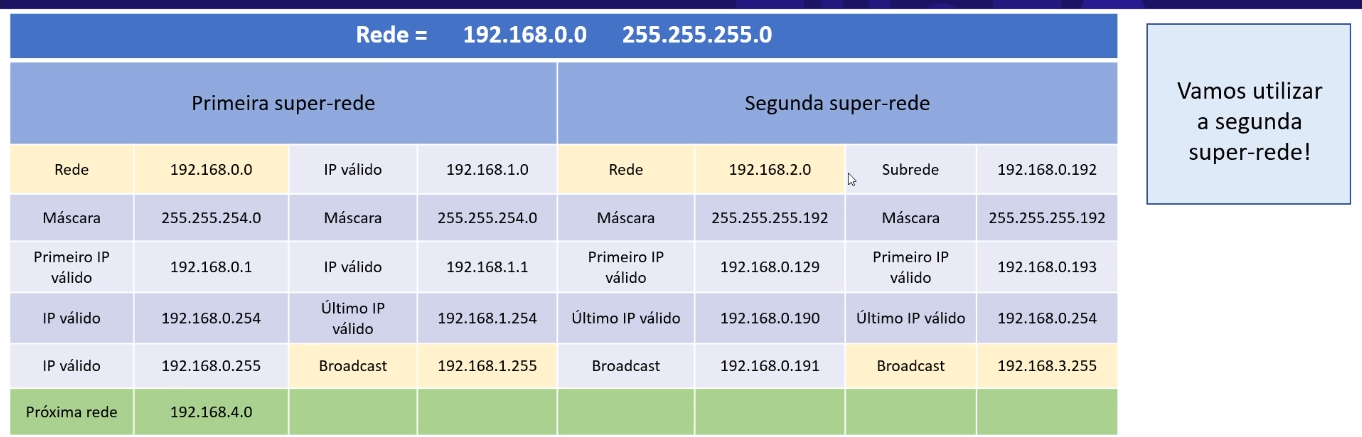 Rede = 192.168.0.0 255.255.255.0
Primeira super-rede Segunda super-rede
Vamos utilizar
a segunda
super-rede!
Rede 192.168.0.0 IP válido 192.168.1.0 Rede 192.168.2.0 Subrede 192.168.0.192
Máscara 255.255.254.0 Máscara 255.255.254.0 Máscara 255.255.255.192 Máscara 255.255.255.192
Primeiro IP válido 192.168.0.1 IP válido 192.168.1.1 Primeiro IP válido 192.168.0.129 Primeiro IP válido 192.168.0.193
IP válido 192.168.0.254 Último IP válido 192.168.1.254 Último IP válido 192.168.0.190 Último IP válido 192.168.0.254
IP válido 192.168.0.255 Broadcast 192.168.1.255 Broadcast 192.168.0.191 Broadcast 192.168.3.255
Próxima rede 192.168.4.0